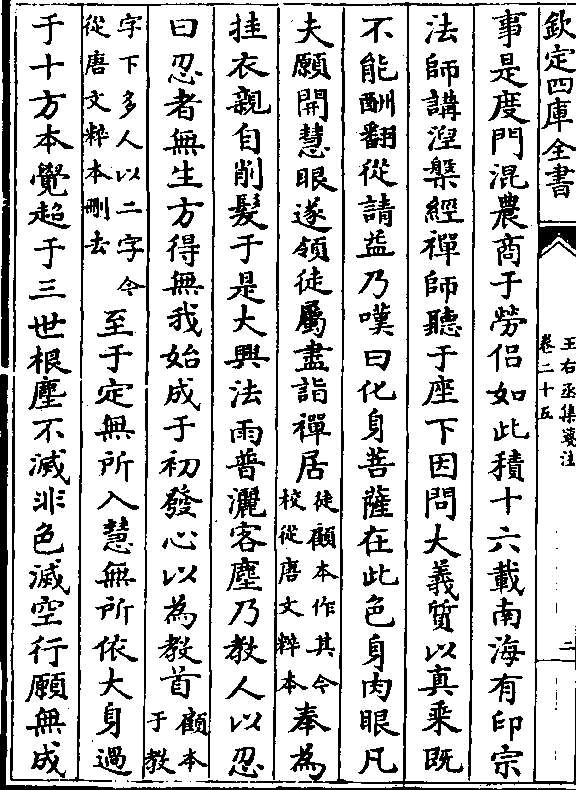 欽定四庫全書
王右丞集箋注
卷二十五
二
事是度門混農商于勞侣如此積十六載南海有印宗
法師講涅槃經禪師聽于座下因問大義質以真乘既
不能酬翻從請益乃嘆曰化身菩薩在此色身肉眼凡
夫願開慧眼遂領徒屬盡詣禪居徒顧本作其今
校從唐文粹本奉為
挂衣親自削髮于是大興法雨普灑客塵乃教人以忍
曰忍者無生方得無我始成于初發心以為教首顧本
于教
字下多人以二字今
從唐文粹本刪去至于定無所入慧無所依大身過
于十方本覺超于三世根塵不滅非色滅空行願無成